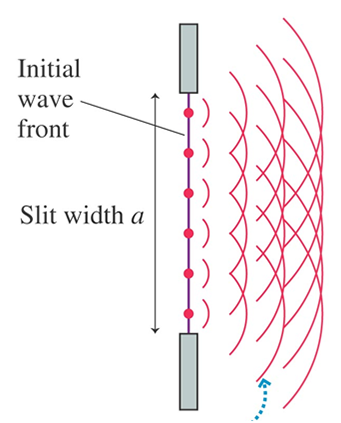 Initial
wave
front
Slit width a